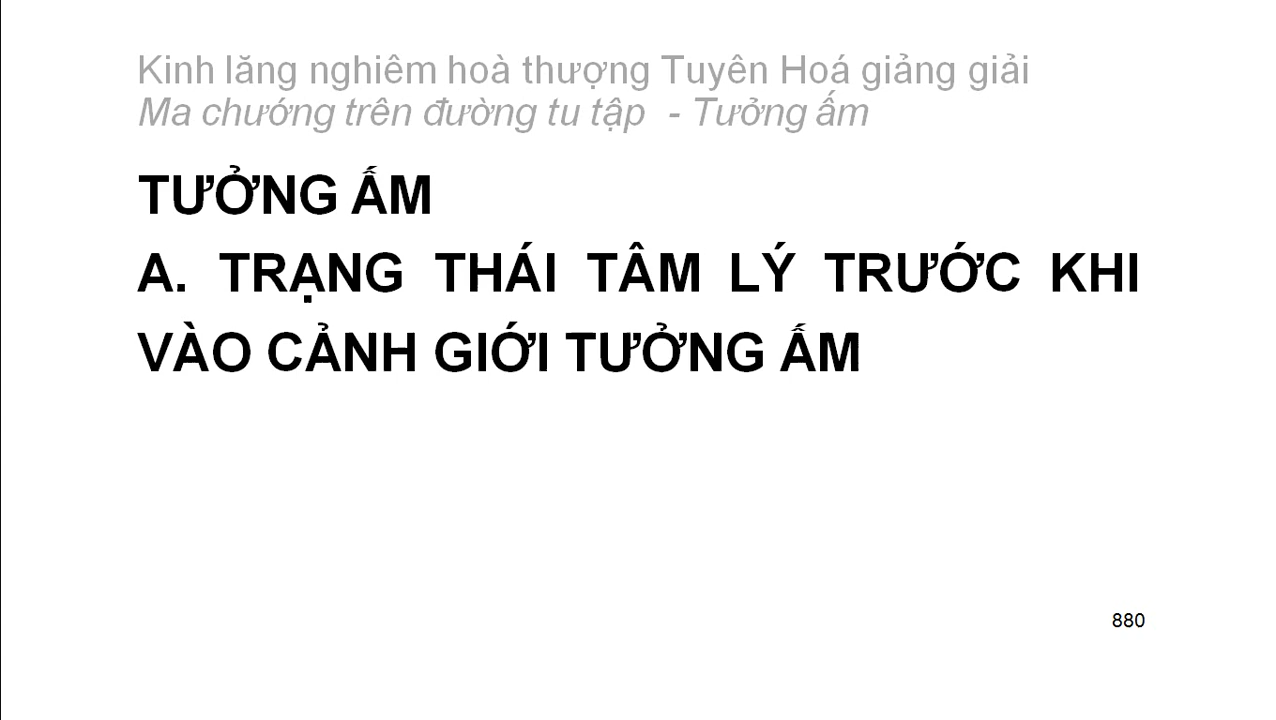 Kinh lăng nghiêm hoà thượng Tuyên Hoá giảng giải
Ma chướng trên đường tu tập - Tưởng ấm
TƯỞNG ẤM
A. TRẠNG THÁI TÂM LÝ TRƯỚC KHI
VÀO CẢNH GIỚI TƯỞNG ẤM
880